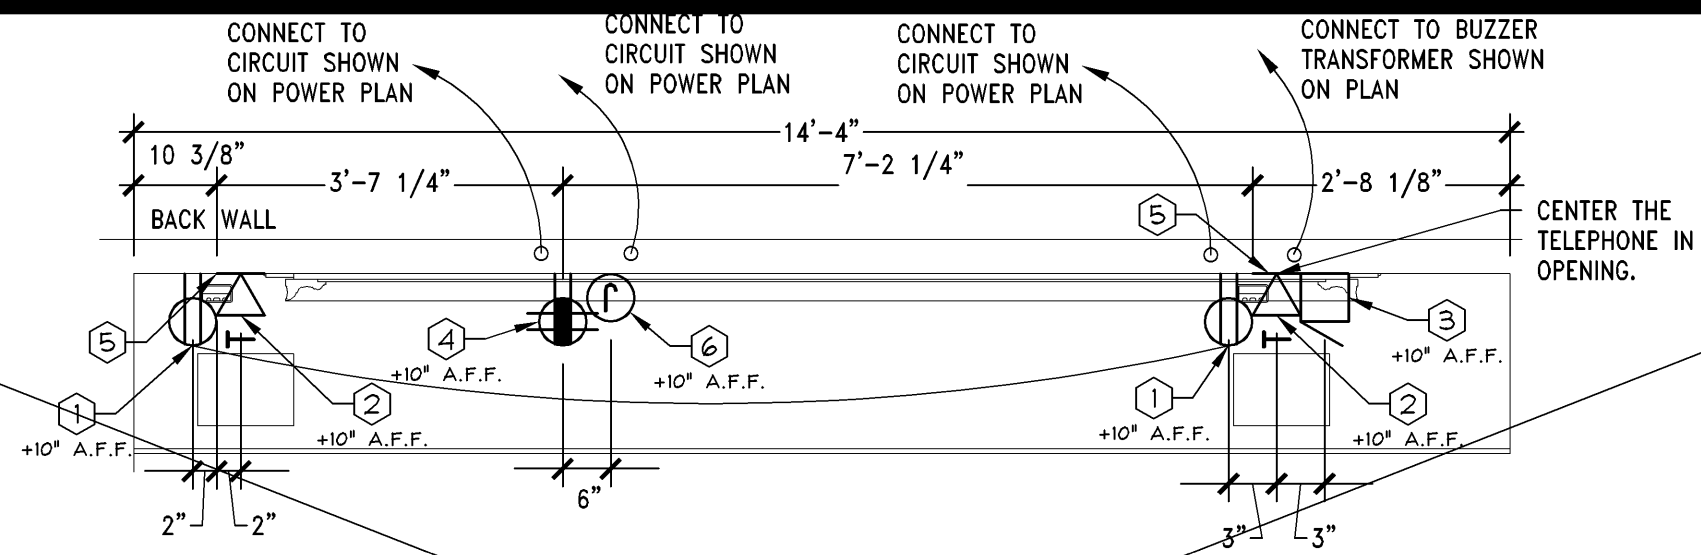 CONNECT TO
CIRCUIT SHOWN
ON POWER PLAN
CONNECT TO
CIRCUIT SHOWN
ON POWER PLAN
CONNECT TO
CIRCUIT SHOWN
ON POWER PLAN
CONNECT TO BUZZER
TRANSFORMER SHOWN
ON PLAN
14'-4"
10 3/8"
3'-7 1/4"
7'-2 1/4"
2'-8 1/8"
BACK WALL
5
CENTER THE
TELEPHONE IN
OPENING.
5
T
4
+10" A.F.F.
6
+10" A.F.F.
T
3
+10" A.F.F.
1
+10" A.F.F.
2
+10" A.F.F.
1
+10" A.F.F.
2
+10" A.F.F.
2"
2"
6"
3"
3"